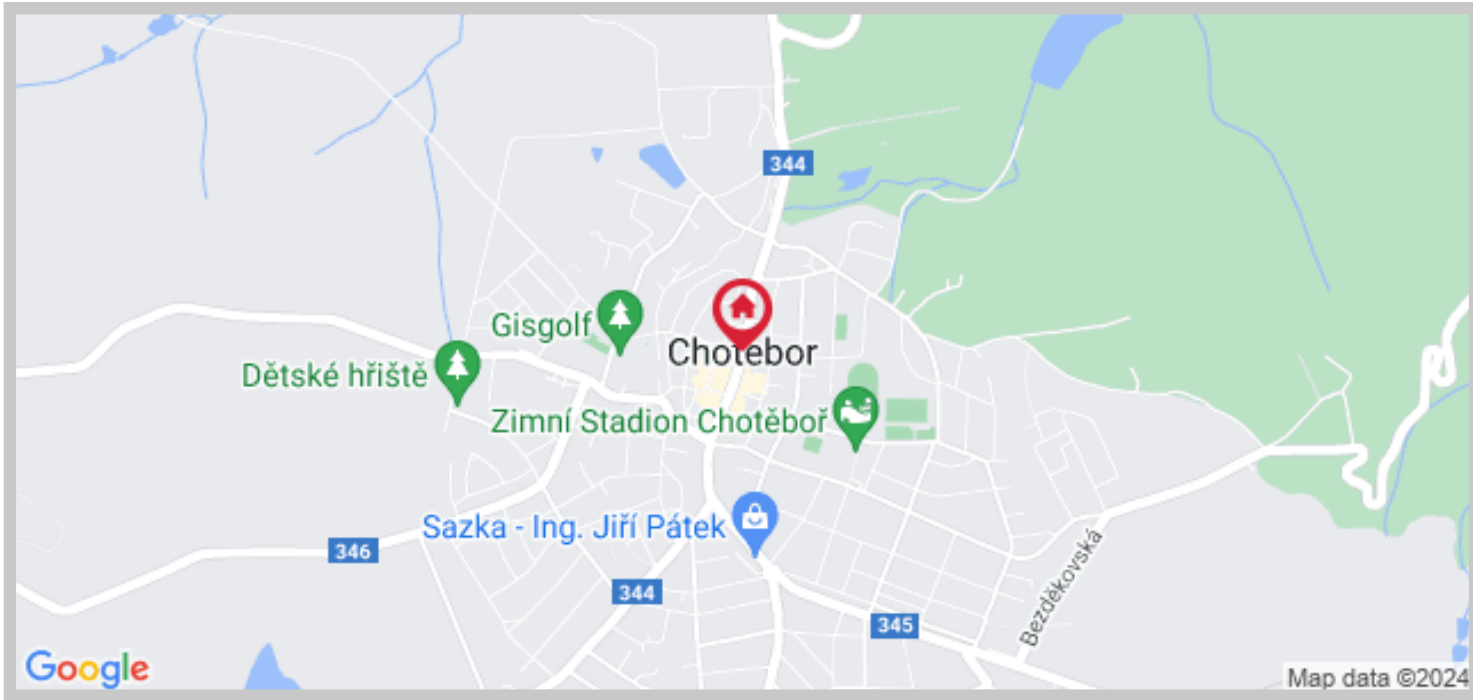 344
Gisgolf
Chotěboř
Dětské hřiště
Zimní Stadion Chotěboř
Sazka - Ing. Jiří Pátek
346
344
345
Bezděkovská
Google
Map data ©2024